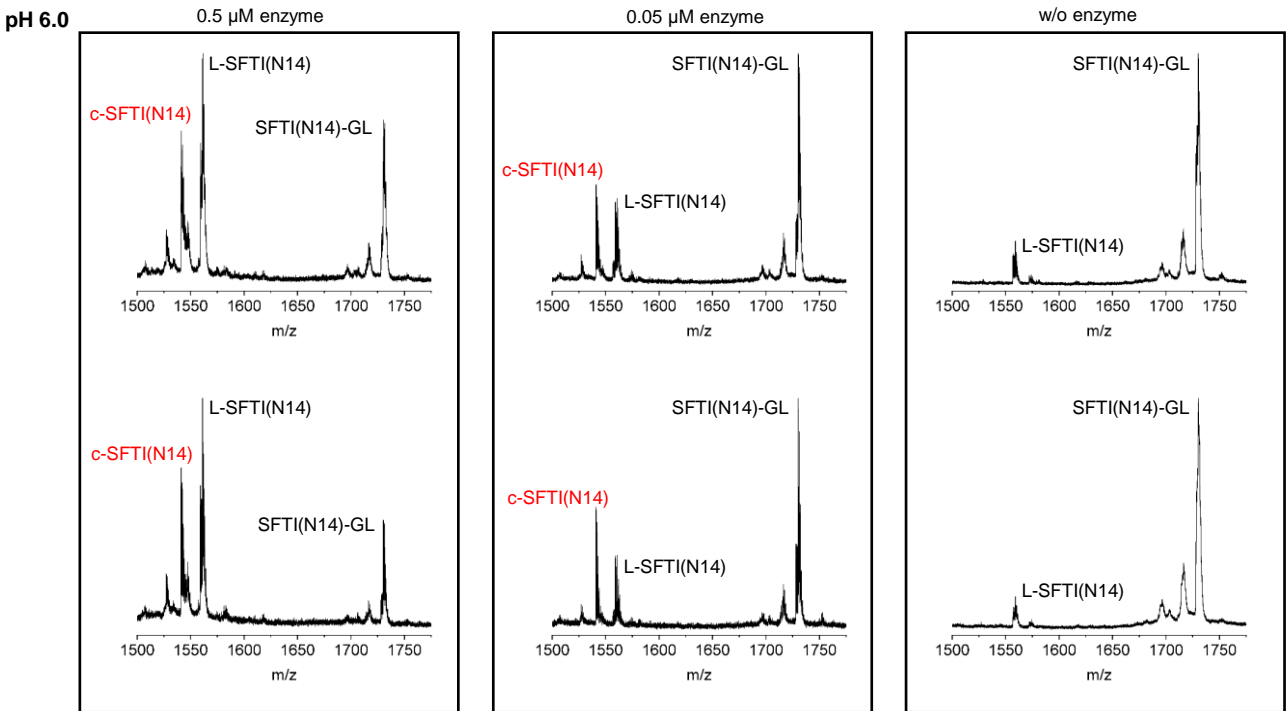 pH 6.0
0.5 µM enzyme
0.05 µM enzyme
w/o enzyme
L-SFTI(N14)
c-SFTI(N14)
SFTI(N14)-GL
1500 1550 1600 1650 1700 1750
m/z
SFTI(N14)-GL
c-SFTI(N14)
L-SFTI(N14)
1500 1550 1600 1650 1700 1750
m/z
SFTI(N14)-GL
L-SFTI(N14)
1500 1550 1600 1650 1700 1750
m/z
L-SFTI(N14)
c-SFTI(N14)
SFTI(N14)-GL
1500 1550 1600 1650 1700 1750
m/z
SFTI(N14)-GL
c-SFTI(N14)
L-SFTI(N14)
1500 1550 1600 1650 1700 1750
m/z
SFTI(N14)-GL
L-SFTI(N14)
1500 1550 1600 1650 1700 1750
m/z